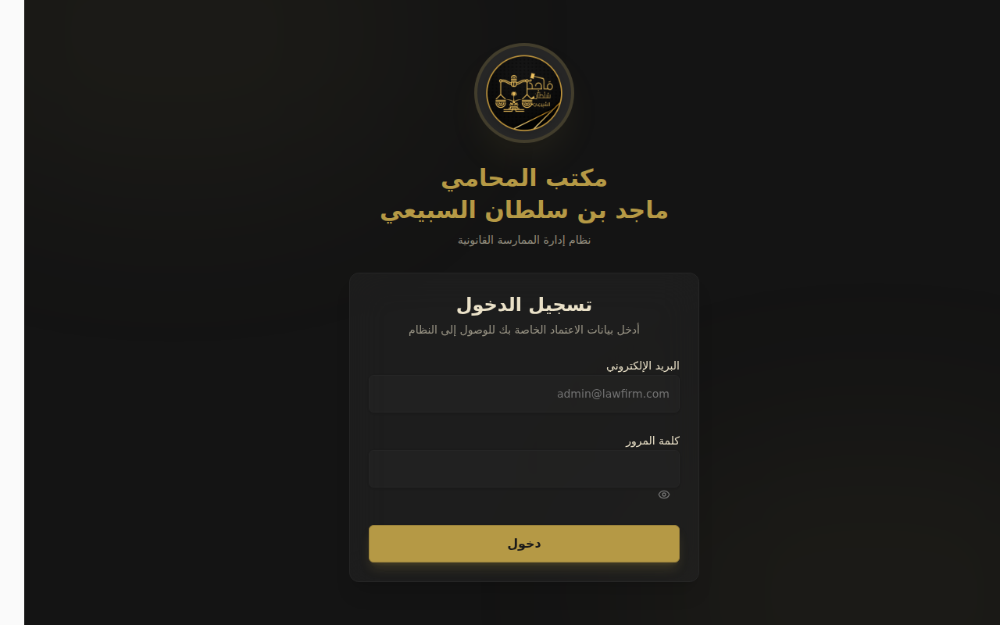 ماجد
سلطان
السبيعي
مكتب المحامي
ماجد بن سلطان السبيعي
نظام إدارة الممارسة القانونية
تسجيل الدخول
أدخل بيانات الاعتماد الخاصة بك للوصول إلى النظام
البريد الإلكتروني
admin@lawfirm.com
كلمة المرور
دخول